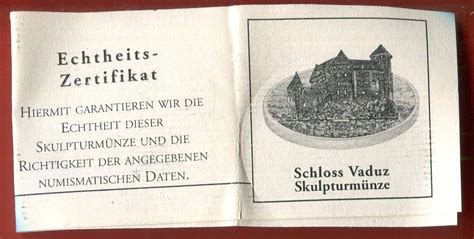 Echtheits-
Zertifikat
Hiermit garantieren wir die
Echtheit dieser
Skulpturmünze und die
Richtigkeit der angegebenen
numismatischen Daten.
Schloss Vaduz
Skulpturmünze